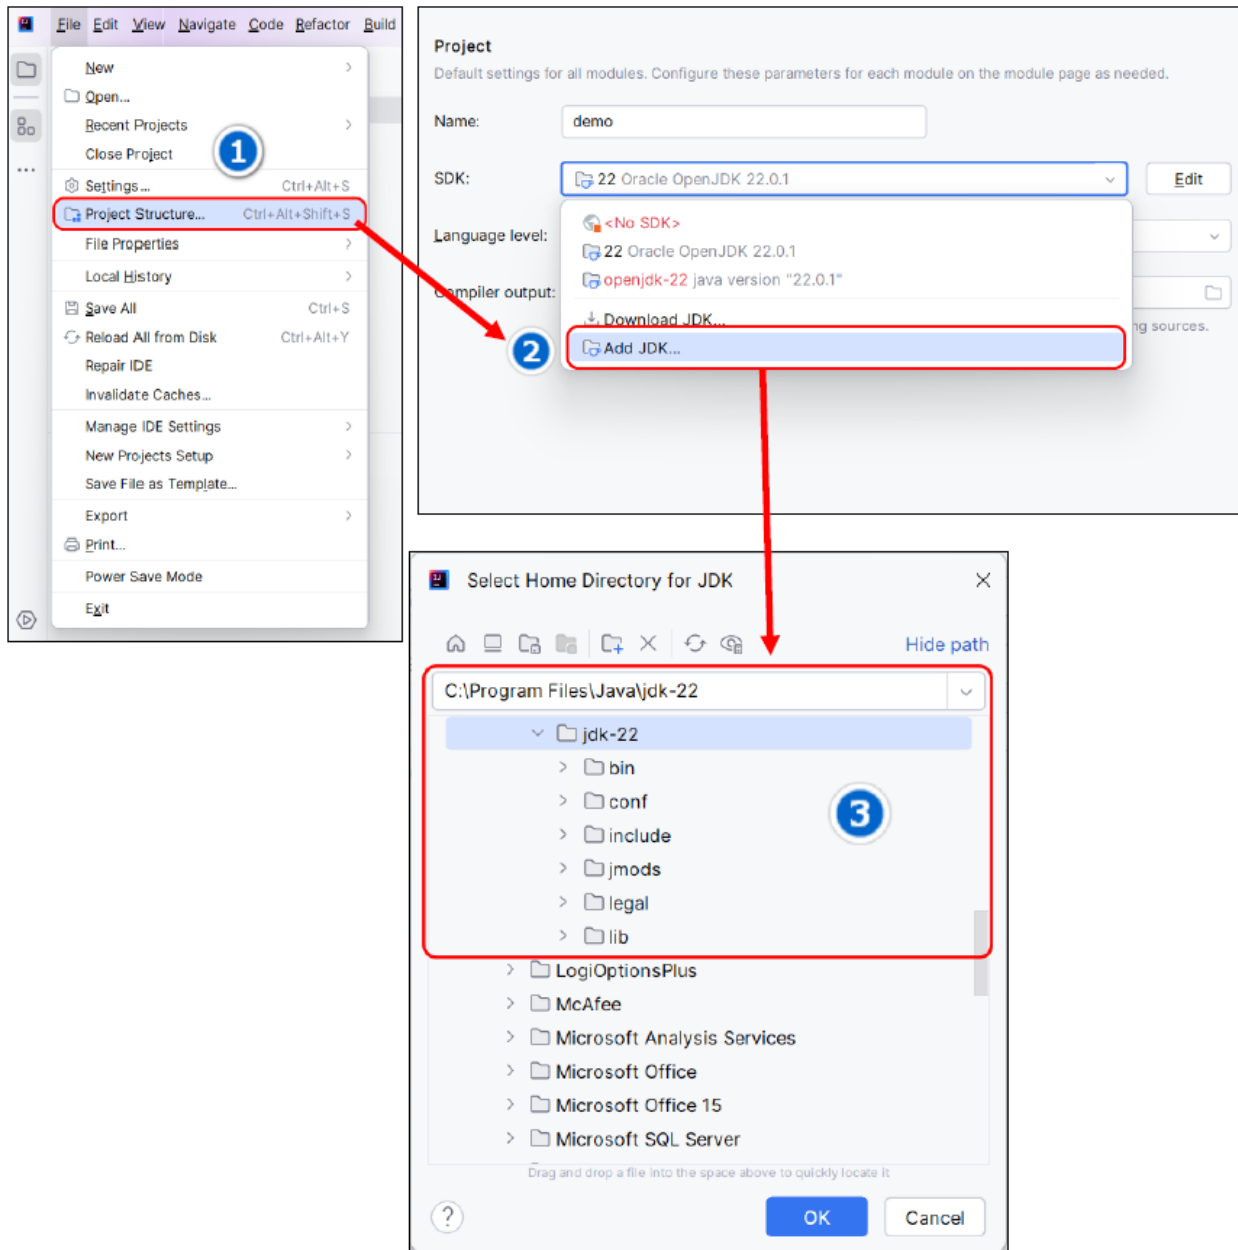 File Edit View Navigate Code Refactor Build
New
Open...
Recent Projects
Close Project
1
Settings... Ctrl+Alt+S
Project Structure... Ctrl+Alt+Shift+S
File Properties
Local History
Save All Ctrl+S
Reload All from Disk Ctrl+Alt+Y
Repair IDE
Invalidate Caches...
Manage IDE Settings
New Projects Setup
Save File as Template...
Export
Print...
Power Save Mode
Exit
Project
Default settings for all modules. Configure these parameters for each module on the module page as needed.
Name: demo
SDK: 22 Oracle OpenJDK 22.0.1 Edit
<No SDK>
Language level:
22 Oracle OpenJDK 22.0.1
openjdk-22 java version "22.0.1"
Compiler output:
Download JDK...
ng sources.
2
Add JDK...
Select Home Directory for JDK
Hide path
C:\Program Files\Java\jdk-22
jdk-22
bin
conf
3
include
jmods
legal
lib
LogiOptionsPlus
McAfee
Microsoft Analysis Services
Microsoft Office
Microsoft Office 15
Microsoft SQL Server
Drag and drop a file into the space above to quickly locate it
? OK Cancel